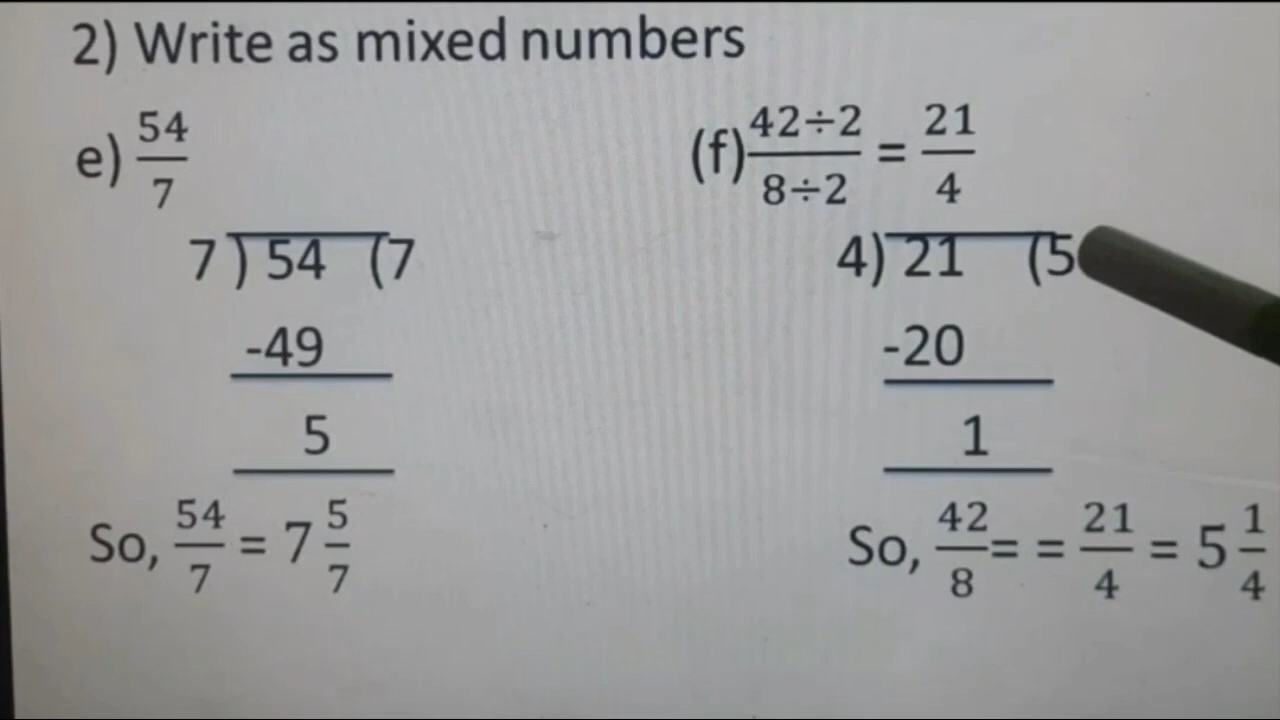 2) Write as mixed numbers
e) 54/7 (f) 42÷2/8÷2 = 21/4
7) 54 (7 4) 21 (5
-49 -20
5 1
So, 54/7 = 7 5/7 So, 42/8 = = 21/4 = 5 1/4